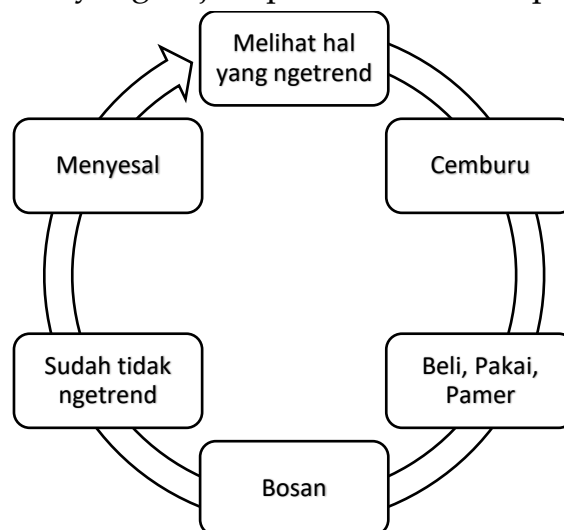 Melihat hal
yang ngetrend
Cemburu
Beli, Pakai,
Pamer
Bosan
Sudah tidak
ngetrend
Menyesal